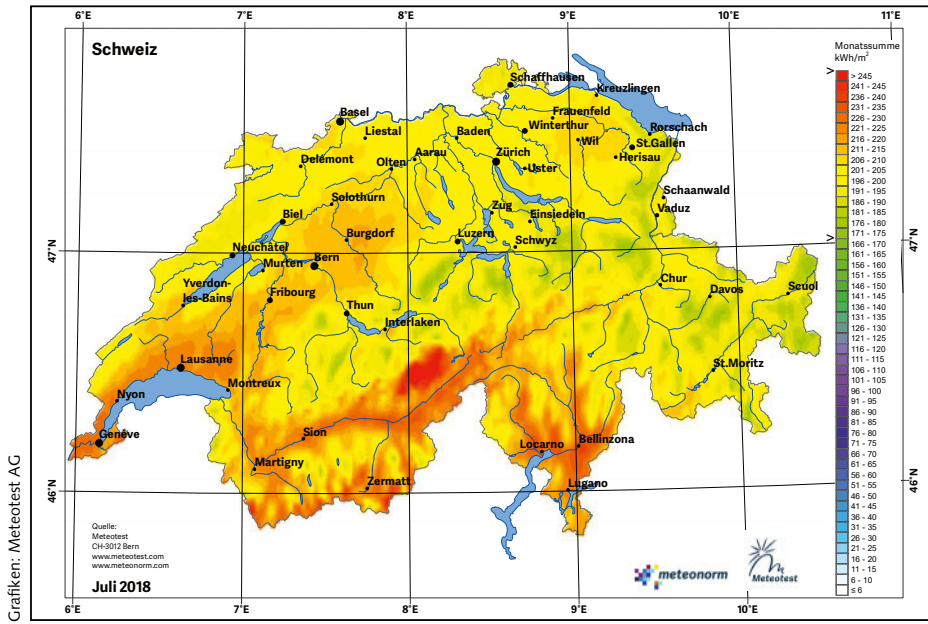 6°E 7°E 8°E 9°E 10°E 11°E
Schweiz
Monatssumme
kWh/m²
>
> 245
241 - 245
236 - 240
231 - 235
226 - 230
221 - 225
216 - 220
211 - 215
206 - 210
201 - 205
196 - 200
191 - 195
186 - 190
181 - 185
176 - 180
171 - 175
>
166 - 170
161 - 165
156 - 160
151 - 155
146 - 150
141 - 145
136 - 140
131 - 135
126 - 130
121 - 125
116 - 120
111 - 115
106 - 110
101 - 105
96 - 100
91 - 95
86 - 90
81 - 85
76 - 80
71 - 75
66 - 70
61 - 65
56 - 60
51 - 55
46 - 50
41 - 45
36 - 40
31 - 35
26 - 30
21 - 25
16 - 20
11 - 15
6 - 10
≤ 6
Schaffhausen
Kreuzlingen
Basel
Frauenfeld
Liestal
Baden
Winterthur
Rorschach
Wil
St.Gallen
Delémont
Olten
Aarau
Zürich
Herisau
Uster
Solothurn
Schaanwald
Biel
Zug
Einsiedeln
Vaduz
Burgdorf
Luzern
Schwyz
47°N
47°N
Neuchâtel
Murten
Bern
Yverdon-
les-Bains
Fribourg
Chur
Davos
Scuol
Thun
Interlaken
Lausanne
St.Moritz
Montreux
Nyon
Genêve
Sion
Locarno
Bellinzona
Martigny
Zermatt
Lugano
46°N
46°N
Quelle:
Meteotest
CH-3012 Bern
www.meteotest.com
www.meteonorm.com
Juli 2018
meteonorm
Meteotest
6°E 7°E 8°E 9°E 10°E
Grafiken: Meteotest AG